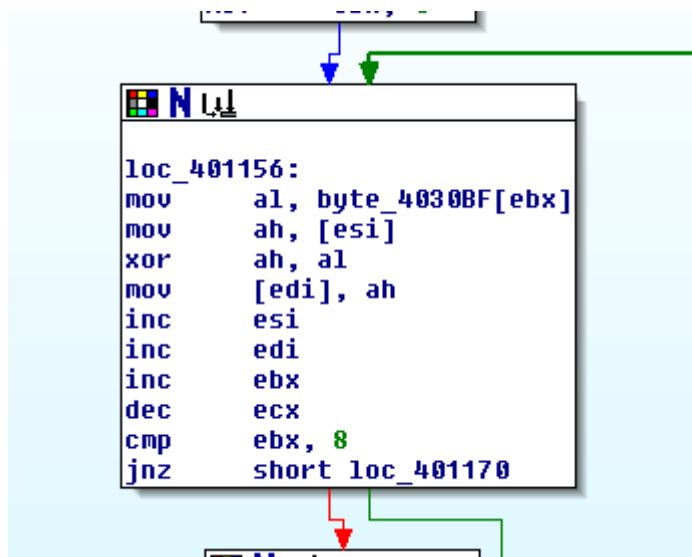 loc_401156:
mov al, byte_4030BF[ebx]
mov ah, [esi]
xor ah, al
mov [edi], ah
inc esi
inc edi
inc ebx
dec ecx
cmp ebx, 8
jnz short loc_401170